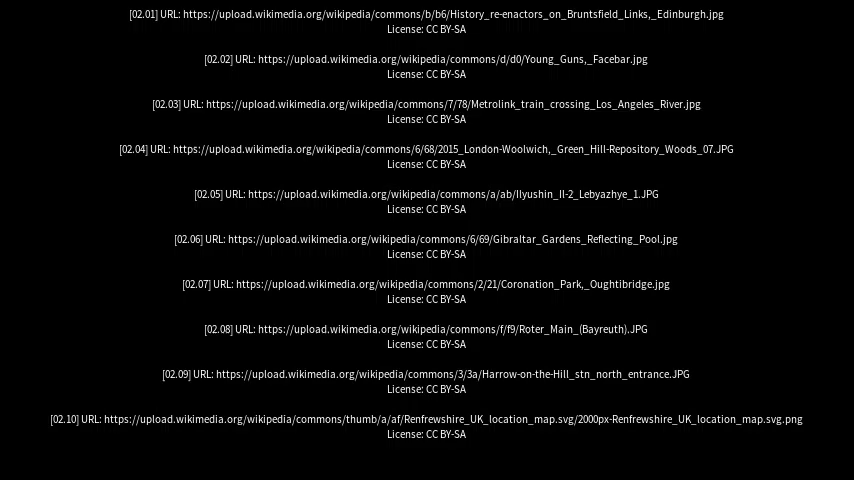 [02.01] URL: https://upload.wikimedia.org/wikipedia/commons/b/b6/History_re-enactors_on_Bruntsfield_Links,_Edinburgh.jpg
License: CC BY-SA
[02.02] URL: https://upload.wikimedia.org/wikipedia/commons/d/d0/Young_Guns,_Facebar.jpg
License: CC BY-SA
[02.03] URL: https://upload.wikimedia.org/wikipedia/commons/7/78/Metrolink_train_crossing_Los_Angeles_River.jpg
License: CC BY-SA
[02.04] URL: https://upload.wikimedia.org/wikipedia/commons/6/68/2015_London-Woolwich,_Green_Hill-Repository_Woods_07.JPG
License: CC BY-SA
[02.05] URL: https://upload.wikimedia.org/wikipedia/commons/a/ab/Ilyushin_Il-2_Lebyazhye_1.JPG
License: CC BY-SA
[02.06] URL: https://upload.wikimedia.org/wikipedia/commons/6/69/Gibraltar_Gardens_Reflecting_Pool.jpg
License: CC BY-SA
[02.07] URL: https://upload.wikimedia.org/wikipedia/commons/2/21/Coronation_Park,_Oughtibridge.jpg
License: CC BY-SA
[02.08] URL: https://upload.wikimedia.org/wikipedia/commons/f/f9/Roter_Main_(Bayreuth).JPG
License: CC BY-SA
[02.09] URL: https://upload.wikimedia.org/wikipedia/commons/3/3a/Harrow-on-the-Hill_stn_north_entrance.JPG
License: CC BY-SA
[02.10] URL: https://upload.wikimedia.org/wikipedia/commons/thumb/a/af/Renfrewshire_UK_location_map.svg/2000px-Renfrewshire_UK_location_map.svg.png
License: CC BY-SA